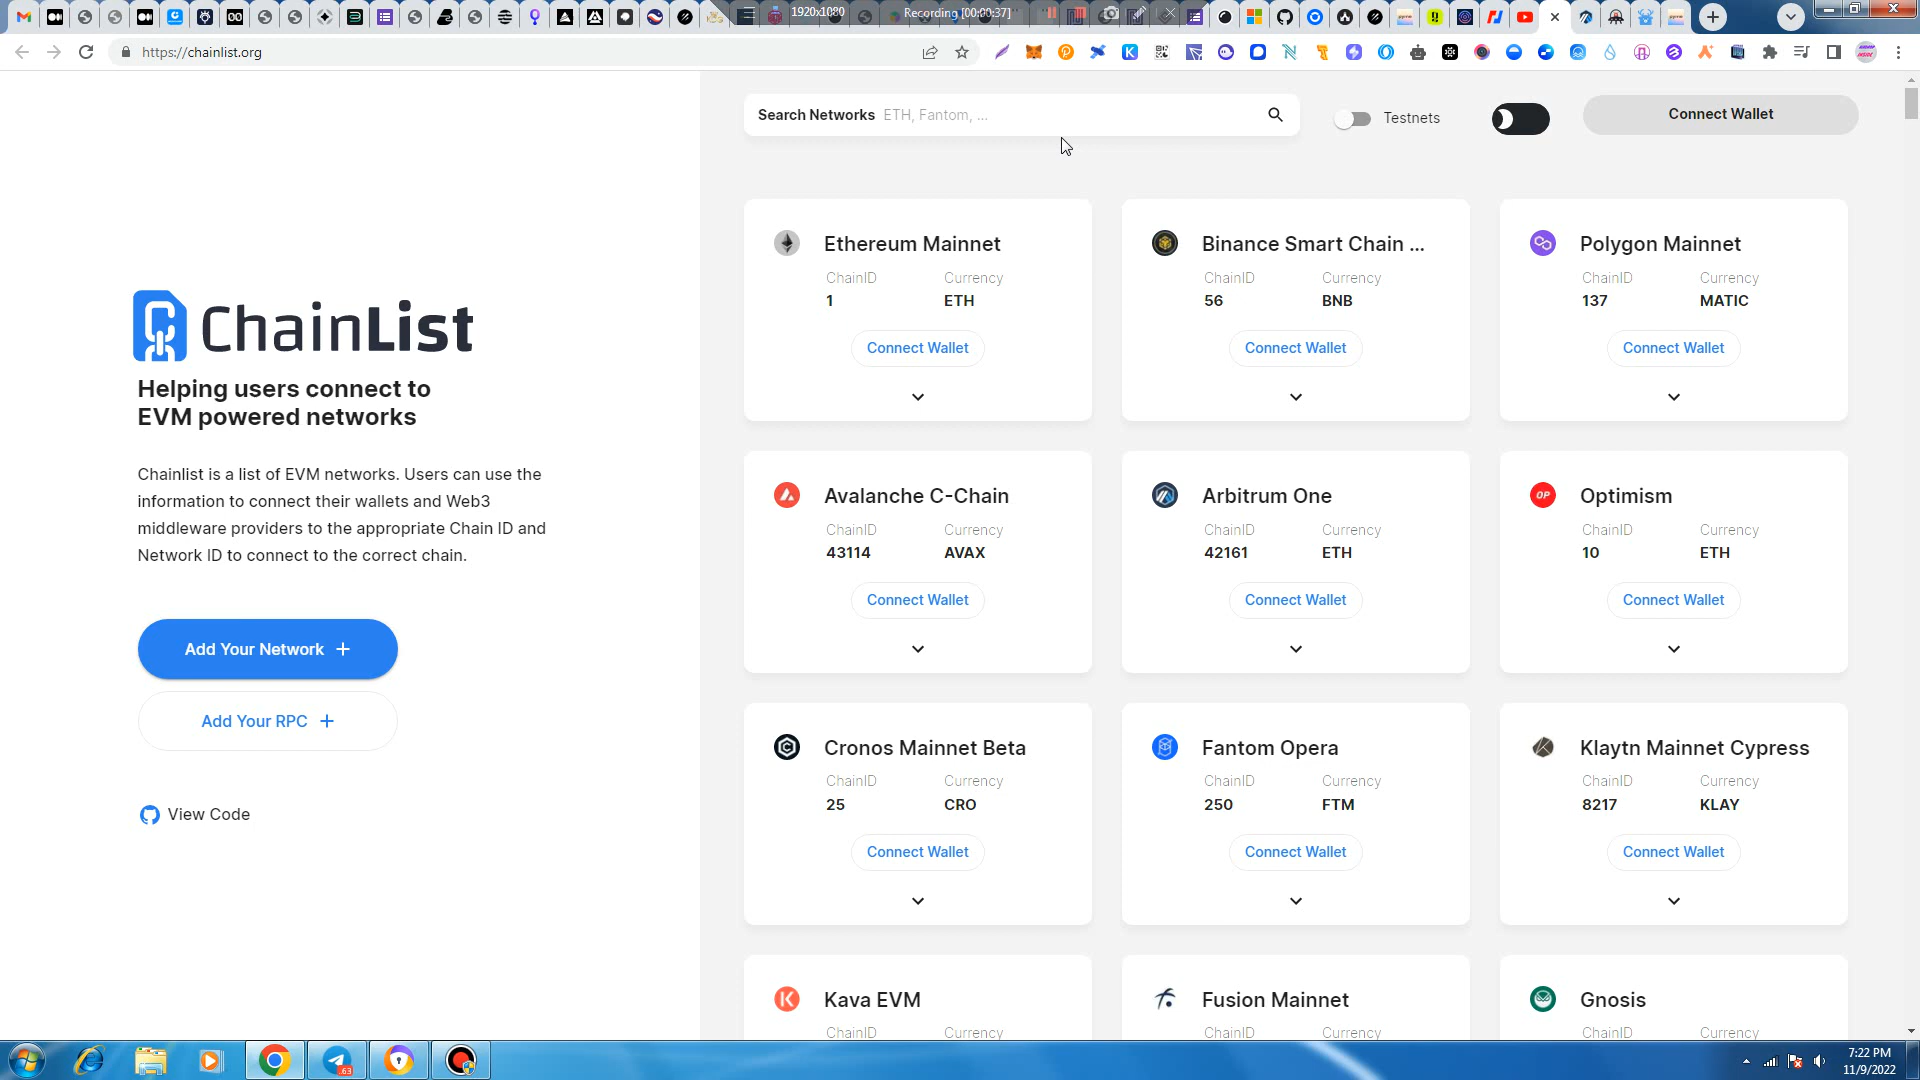 1920x1080
Recording [00:00:37]
https://chainlist.org
Search Networks ETH, Fantom, ...
Testnets
Connect Wallet
ChainList
Helping users connect to
EVM powered networks
Chainlist is a list of EVM networks. Users can use the
information to connect their wallets and Web3
middleware providers to the appropriate Chain ID and
Network ID to connect to the correct chain.
Add Your Network +
Add Your RPC +
View Code
Ethereum Mainnet
ChainID Currency
1 ETH
Connect Wallet
Binance Smart Chain ...
ChainID Currency
56 BNB
Connect Wallet
Polygon Mainnet
ChainID Currency
137 MATIC
Connect Wallet
Avalanche C-Chain
ChainID Currency
43114 AVAX
Connect Wallet
Arbitrum One
ChainID Currency
42161 ETH
Connect Wallet
OP
Optimism
ChainID Currency
10 ETH
Connect Wallet
Cronos Mainnet Beta
ChainID Currency
25 CRO
Connect Wallet
Fantom Opera
ChainID Currency
250 FTM
Connect Wallet
Klaytn Mainnet Cypress
ChainID Currency
8217 KLAY
Connect Wallet
Kava EVM
ChainID Currency
Fusion Mainnet
ChainID Currency
Gnosis
ChainID Currency
63
7:22 PM
11/9/2022